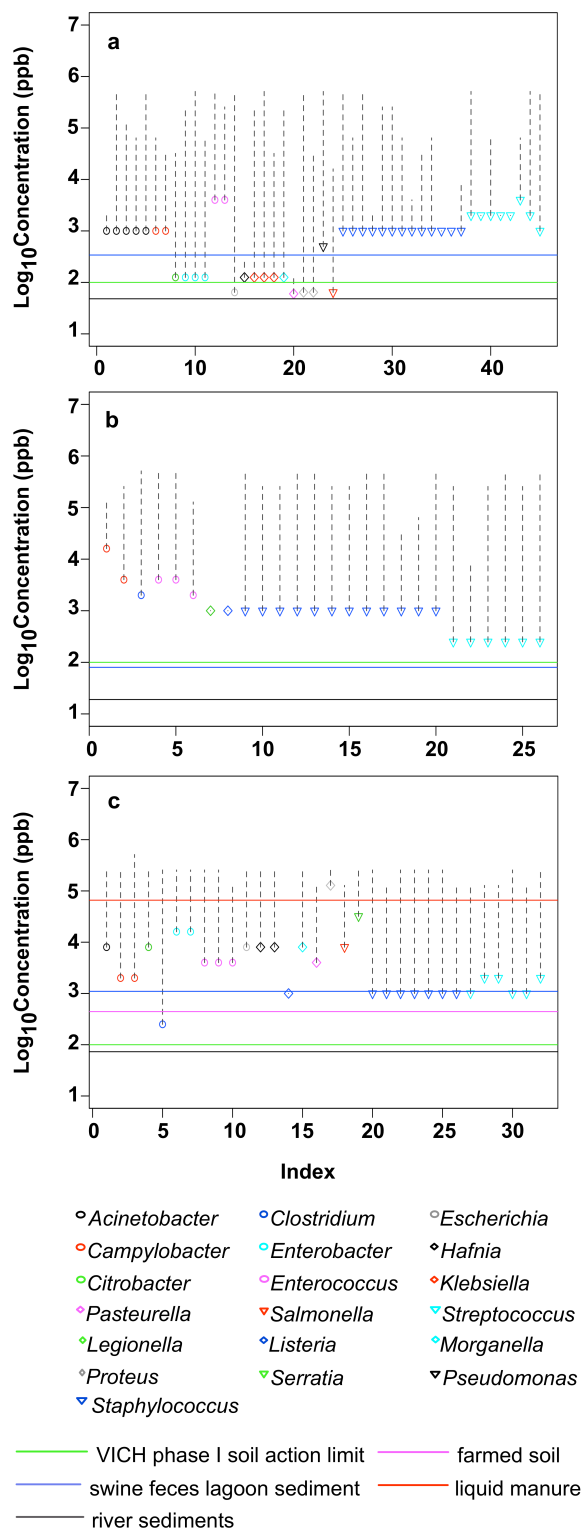 a
Log10Concentration (ppb)
7
6
5
4
3
2
1
0 10 20 30 40
b
Log10Concentration (ppb)
7
6
5
4
3
2
1
0 5 10 15 20 25
c
Log10Concentration (ppb)
7
6
5
4
3
2
1
0 5 10 15 20 25 30
Index
Acinetobacter Clostridium Escherichia
Campylobacter Enterobacter Hafnia
Citrobacter Enterococcus Klebsiella
Pasteurella Salmonella Streptococcus
Legionella Listeria Morganella
Proteus Serratia Pseudomonas
Staphylococcus
VICH phase I soil action limit farmed soil
swine feces lagoon sediment liquid manure
river sediments